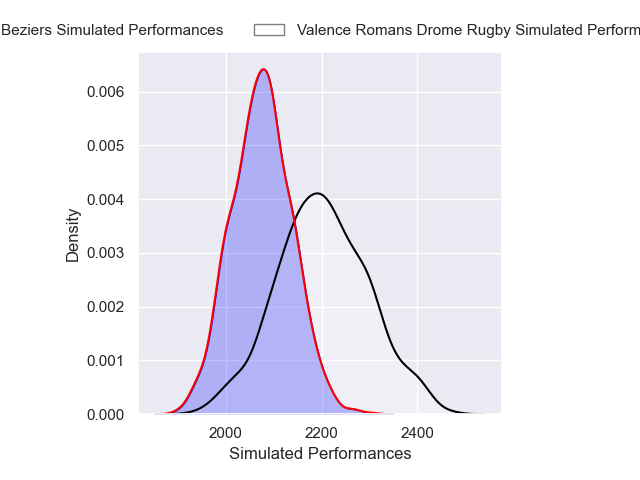 Beziers Simulated Performances
Valence Romans Drome Rugby Simulated Perform
0.006
0.005
0.004
0.003
0.002
0.001
0.000
Density
2000
2200
2400
Simulated Performances